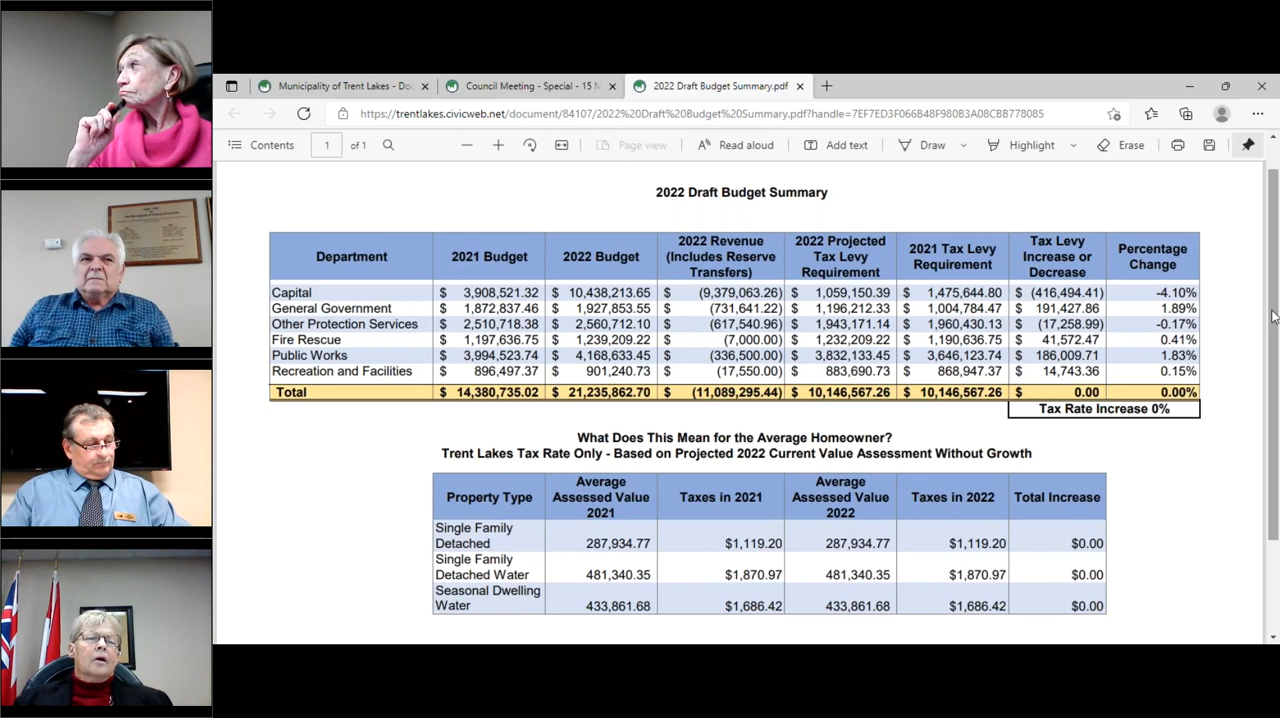 Municipality of Trent Lakes - Doc
Council Meeting - Special - 15 N
2022 Draft Budget Summary.pdf
https://trentlakes.civicweb.net/document/84107/2022%20Draft%20Budget%20Summary.pdf?handle=7EF7ED3F066B48F980B3A08CBB778085
Contents 1 of 1 Page view Read aloud Add text Draw Highlight Erase
2022 Draft Budget Summary
Department 2021 Budget 2022 Budget 2022 Revenue (Includes Reserve Transfers) 2022 Projected Tax Levy Requirement 2021 Tax Levy Requirement Tax Levy Increase or Decrease Percentage Change
Capital $ 3,908,521.32 $ 10,438,213.65 $ (9,379,063.26) $ 1,059,150.39 $ 1,475,644.80 $ (416,494.41) -4.10%
General Government $ 1,872,837.46 $ 1,927,853.55 $ (731,641.22) $ 1,196,212.33 $ 1,004,784.47 $ 191,427.86 1.89%
Other Protection Services $ 2,510,718.38 $ 2,560,712.10 $ (617,540.96) $ 1,943,171.14 $ 1,960,430.13 $ (17,258.99) -0.17%
Fire Rescue $ 1,197,636.75 $ 1,239,209.22 $ (7,000.00) $ 1,232,209.22 $ 1,190,636.75 $ 41,572.47 0.41%
Public Works $ 3,994,523.74 $ 4,168,633.45 $ (336,500.00) $ 3,832,133.45 $ 3,646,123.74 $ 186,009.71 1.83%
Recreation and Facilities $ 896,497.37 $ 901,240.73 $ (17,550.00) $ 883,690.73 $ 868,947.37 $ 14,743.36 0.15%
Total $ 14,380,735.02 $ 21,235,862.70 $ (11,089,295.44) $ 10,146,567.26 $ 10,146,567.26 $ 0.00 0.00%
Tax Rate Increase 0%
What Does This Mean for the Average Homeowner?
Trent Lakes Tax Rate Only - Based on Projected 2022 Current Value Assessment Without Growth
Property Type Average Assessed Value 2021 Taxes in 2021 Average Assessed Value 2022 Taxes in 2022 Total Increase
Single Family Detached 287,934.77 $1,119.20 287,934.77 $1,119.20 $0.00
Single Family Detached Water 481,340.35 $1,870.97 481,340.35 $1,870.97 $0.00
Seasonal Dwelling Water 433,861.68 $1,686.42 433,861.68 $1,686.42 $0.00